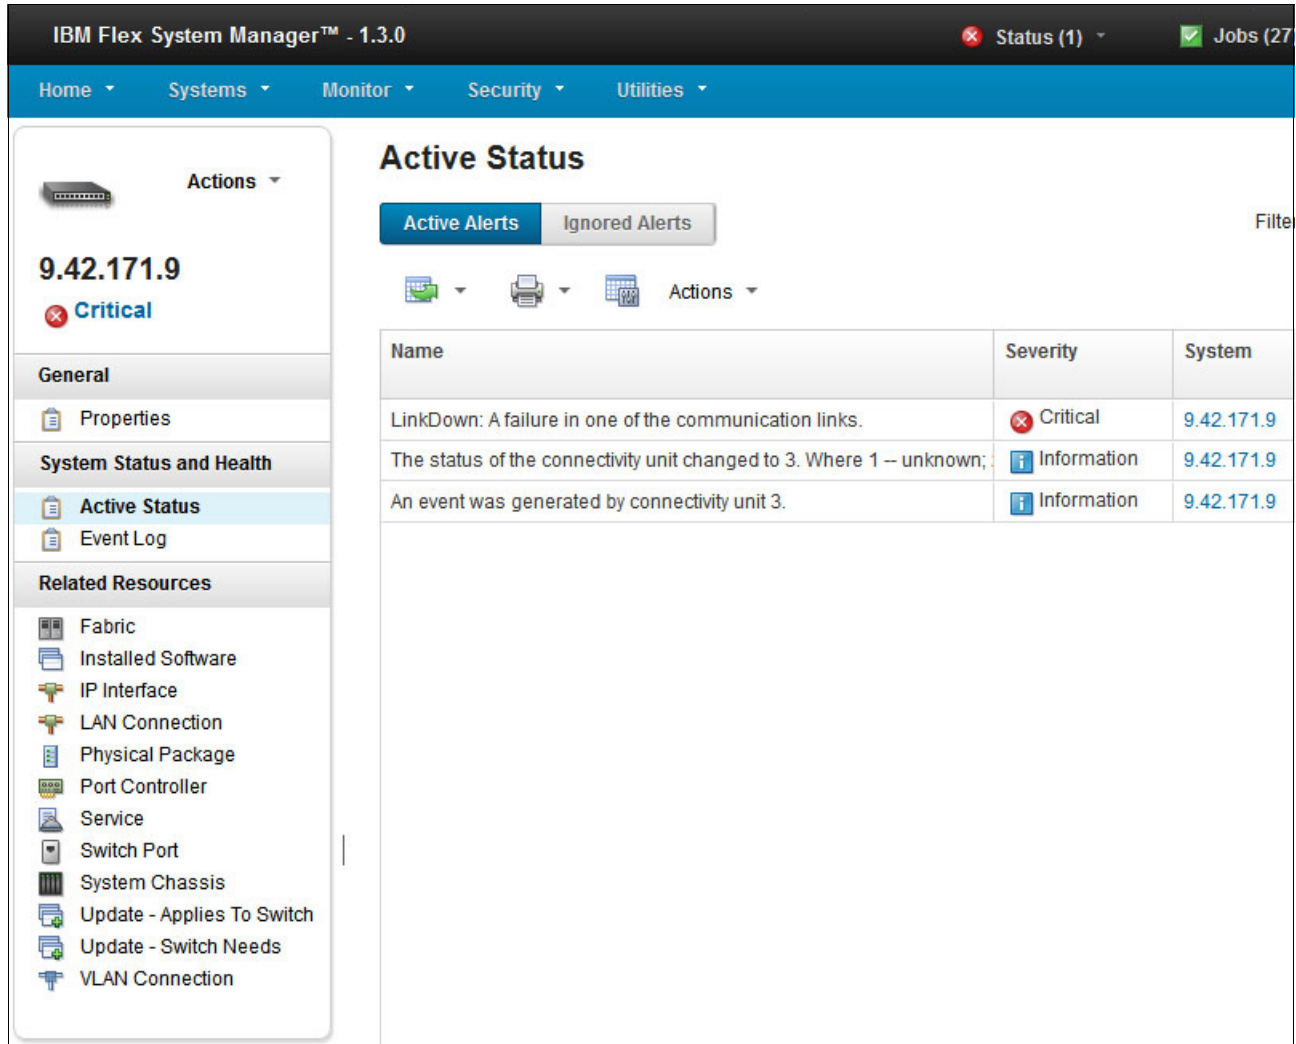 IBM Flex System Manager™ - 1.3.0 Status (1) Jobs (27)
Home Systems Monitor Security Utilities
Actions
9.42.171.9
Critical
General
Properties
System Status and Health
Active Status
Event Log
Related Resources
Fabric
Installed Software
IP Interface
LAN Connection
Physical Package
Port Controller
Service
Switch Port
System Chassis
Update - Applies To Switch
Update - Switch Needs
VLAN Connection
Active Status
Active Alerts Ignored Alerts Filter
Actions
Name Severity System
LinkDown: A failure in one of the communication links. Critical 9.42.171.9
The status of the connectivity unit changed to 3. Where 1 -- unknown; Information 9.42.171.9
An event was generated by connectivity unit 3. Information 9.42.171.9